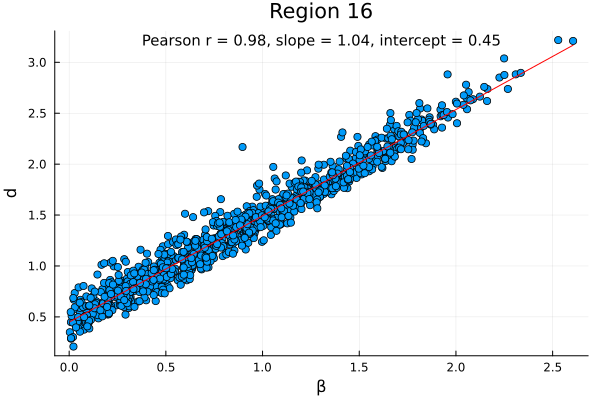 Region 16
Pearson r = 0.98, slope = 1.04, intercept = 0.45
d
3.0
2.5
2.0
1.5
1.0
0.5
0.0 0.5 1.0 1.5 2.0 2.5
β